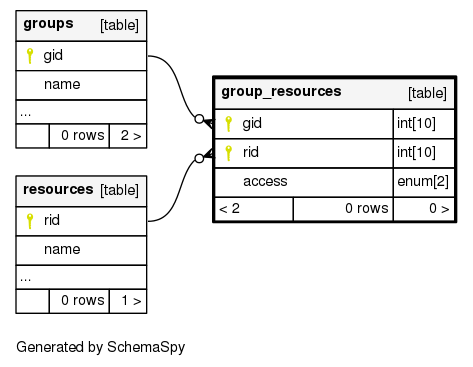 groups [table]
gid
name
...
0 rows 2 >
group_resources [table]
gid int[10]
rid int[10]
access enum[2]
< 2 0 rows 0 >
resources [table]
rid
name
...
0 rows 1 >
Generated by SchemaSpy